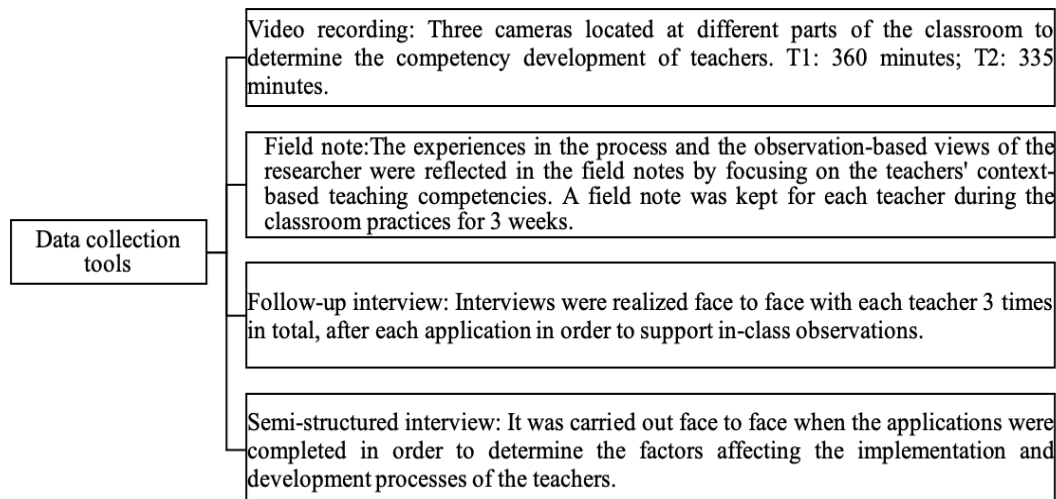 Video recording: Three cameras located at different parts of the classroom to
determine the competency development of teachers. T1: 360 minutes; T2: 335
minutes.
Field note:The experiences in the process and the observation-based views of the
researcher were reflected in the field notes by focusing on the teachers' context-
based teaching competencies. A field note was kept for each teacher during the
classroom practices for 3 weeks.
Data collection
tools
Follow-up interview: Interviews were realized face to face with each teacher 3 times
in total, after each application in order to support in-class observations.
Semi-structured interview: It was carried out face to face when the applications were
completed in order to determine the factors affecting the implementation and
development processes of the teachers.